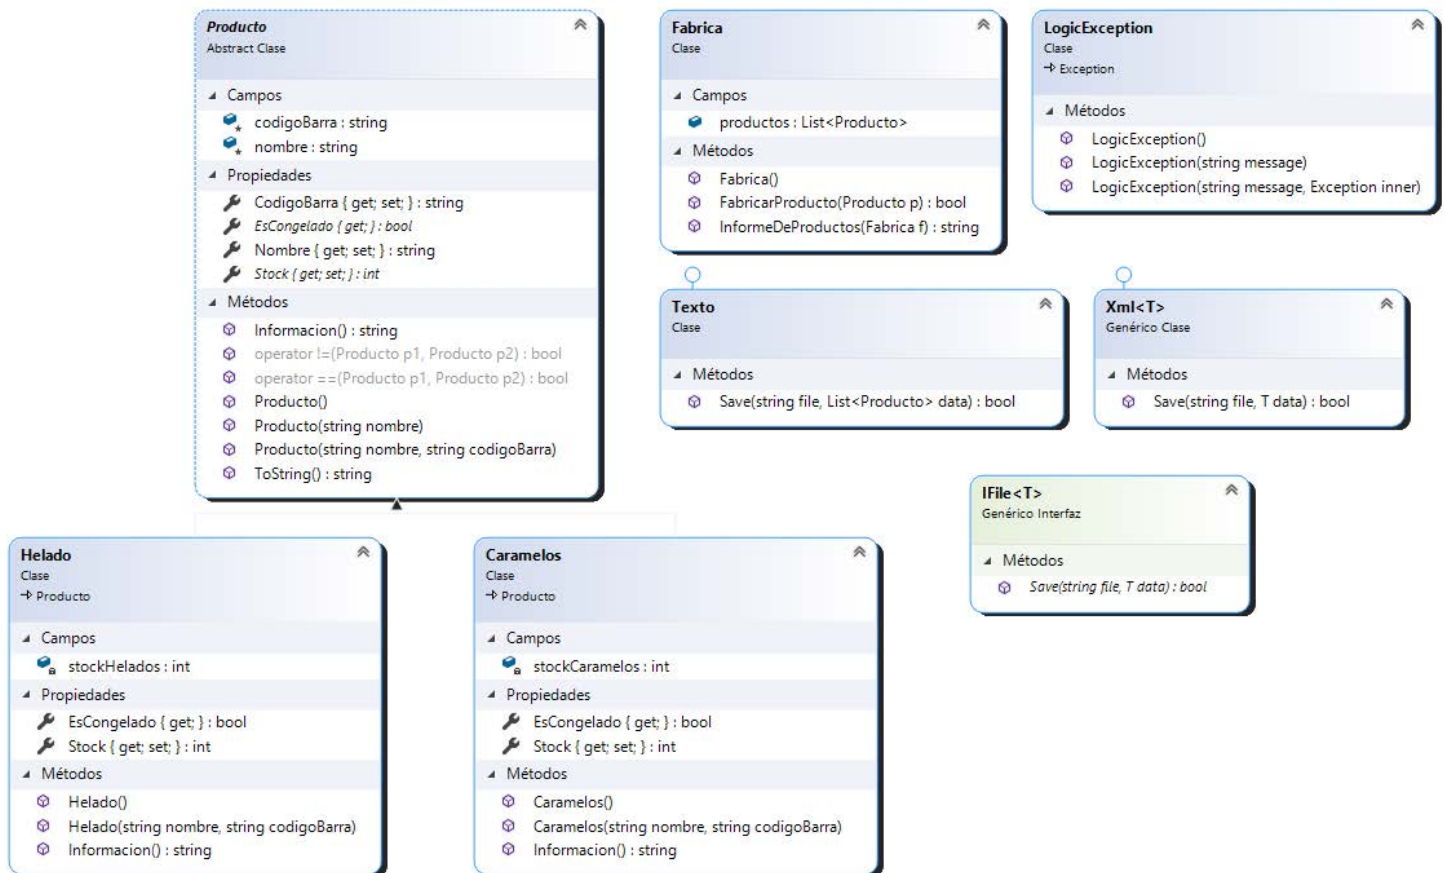 Producto
Abstract Clase
Campos
codigoBarra : string
nombre : string
Propiedades
CodigoBarra { get; set; } : string
EsCongelado { get; } : bool
Nombre { get; set; } : string
Stock { get; set; } : int
Métodos
Informacion() : string
operator !=(Producto p1, Producto p2) : bool
operator ==(Producto p1, Producto p2) : bool
Producto()
Producto(string nombre)
Producto(string nombre, string codigoBarra)
ToString() : string
Fabrica
Clase
Campos
productos : List<Producto>
Métodos
Fabrica()
FabricarProducto(Producto p) : bool
InformeDeProductos(Fabrica f) : string
LogicException
Clase
Exception
Métodos
LogicException()
LogicException(string message)
LogicException(string message, Exception inner)
Texto
Clase
Métodos
Save(string file, List<Producto> data) : bool
Xml<T>
Genérico Clase
Métodos
Save(string file, T data) : bool
IFile<T>
Genérico Interfaz
Métodos
Save(string file, T data) : bool
Helado
Clase
Producto
Campos
stockHelados : int
Propiedades
EsCongelado { get; } : bool
Stock { get; set; } : int
Métodos
Helado()
Helado(string nombre, string codigoBarra)
Informacion() : string
Caramelos
Clase
Producto
Campos
stockCaramelos : int
Propiedades
EsCongelado { get; } : bool
Stock { get; set; } : int
Métodos
Caramelos()
Caramelos(string nombre, string codigoBarra)
Informacion() : string